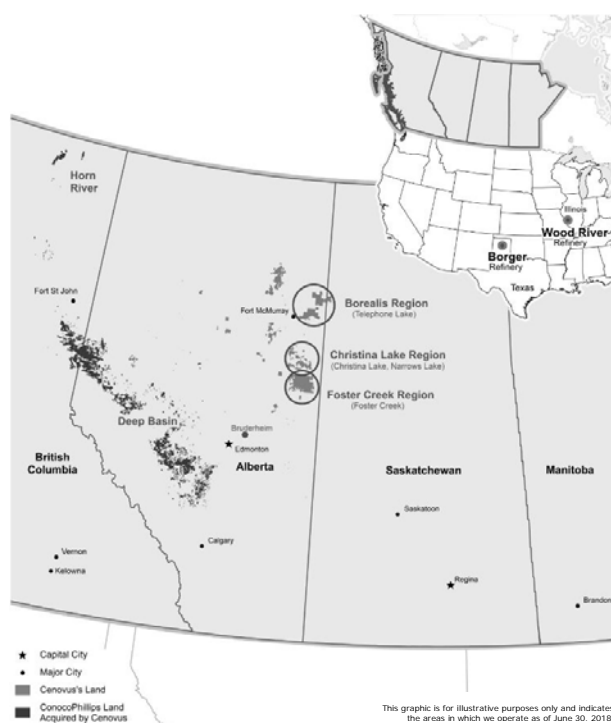 Horn
River
Fort St John
Illinois
Wood River
Refinery
Borger
Refinery
Texas
Borealis Region
(Telephone Lake)
Fort McMurray
Christina Lake Region
(Christina Lake, Narrows Lake)
Foster Creek Region
(Foster Creek)
Deep Basin
Bruderheim
Edmonton
British
Columbia
Alberta
Saskatchewan
Manitoba
Saskatoon
Calgary
Vernon
Kelowna
Regina
Brandon
Capital City
Major City
Cenovus's Land
ConocoPhillips Land
Acquired by Cenovus
This graphic is for illustrative purposes only and indicates
the areas in which we operate as of June 30, 2018